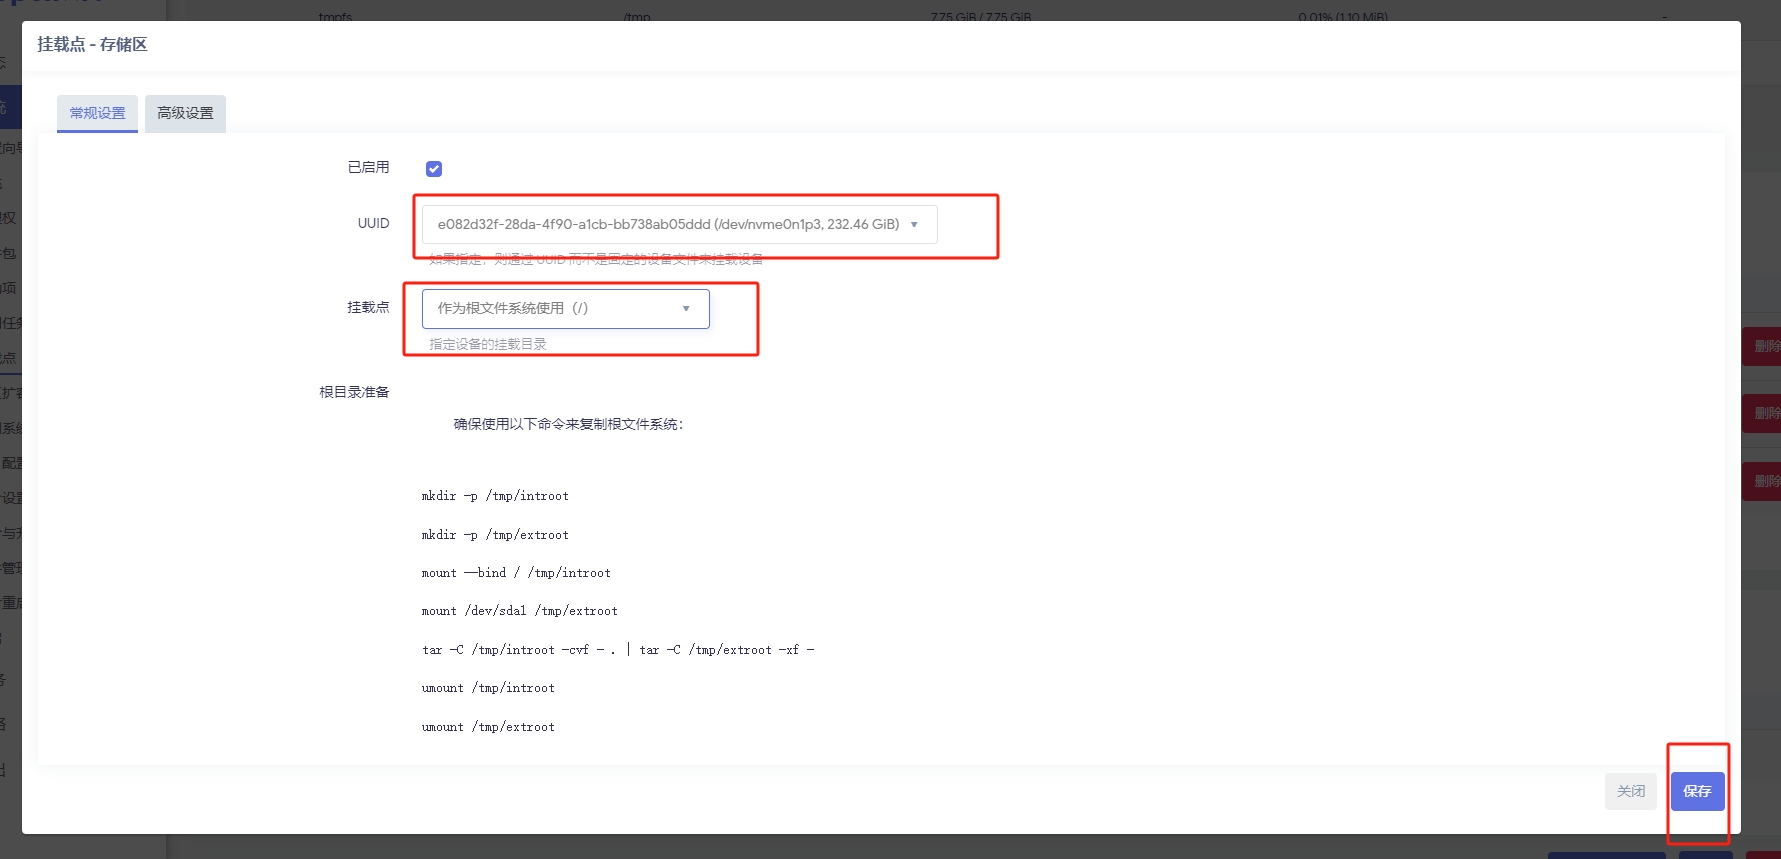 tmpfs /tmp 7.75 GiB / 7.75 GiB 0.01% (1.10 MiB) -
挂载点 - 存储区
常规设置 高级设置
已启用
UUID e082d32f-28da-4f90-a1cb-bb738ab05ddd (/dev/nvme0n1p3, 232.46 GiB)
如果指定，则通过 UUID 而不是固定的设备文件来挂载设备
挂载点 作为根文件系统使用（/）
指定设备的挂载目录
根目录准备
确保使用以下命令来复制根文件系统：
mkdir -p /tmp/introot
mkdir -p /tmp/extroot
mount --bind / /tmp/introot
mount /dev/sda1 /tmp/extroot
tar -C /tmp/introot -cvf - . | tar -C /tmp/extroot -xf -
umount /tmp/introot
umount /tmp/extroot
关闭 保存
删除
删除
删除